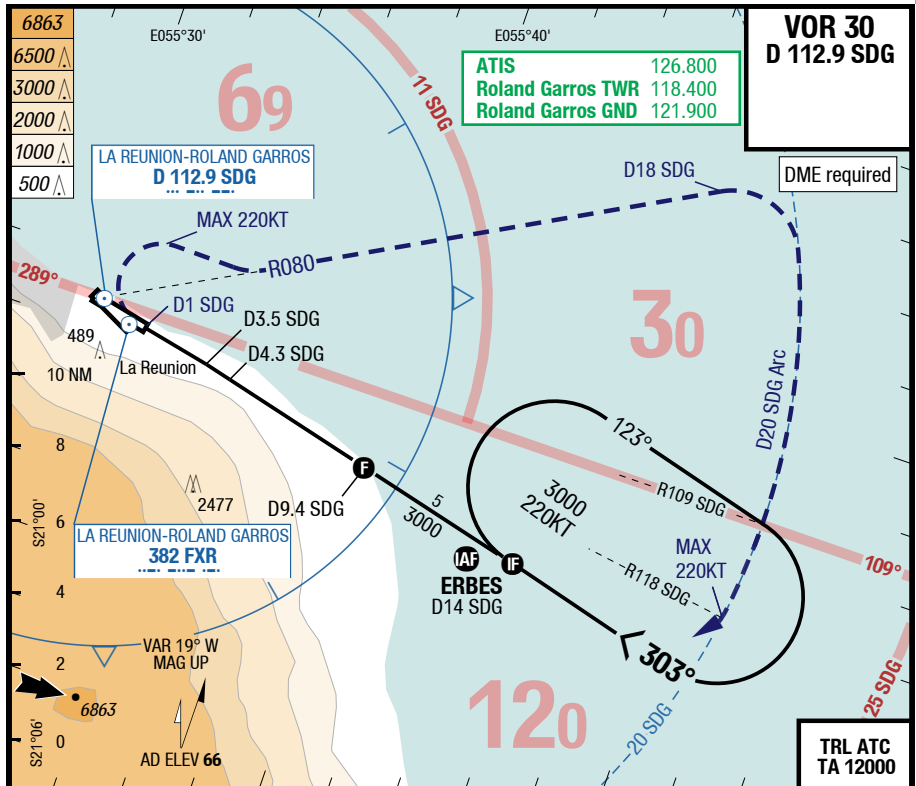 6863
6500
3000
2000
1000
500
E055°30'
E055°40'
VOR 30
D 112.9 SDG
ATIS 126.800
Roland Garros TWR 118.400
Roland Garros GND 121.900
69
11 SDG
LA REUNION-ROLAND GARROS
D 112.9 SDG
D18 SDG
DME required
MAX 220KT
R080
289°
D1 SDG
30
489
D3.5 SDG
La Reunion
D4.3 SDG
10 NM
D20 SDG Arc
123°
8
F
5
3000
3000
220KT
R109 SDG
2477
D9.4 SDG
S21°00'
6
LA REUNION-ROLAND GARROS
382 FXR
IAF
IF
MAX
220KT
109°
ERBES
D14 SDG
R118 SDG
4
VAR 19° W
MAG UP
303°
2
25 SDG
6863
120
20 SDG
S21°06'
0
AD ELEV 66
TRL ATC
TA 12000